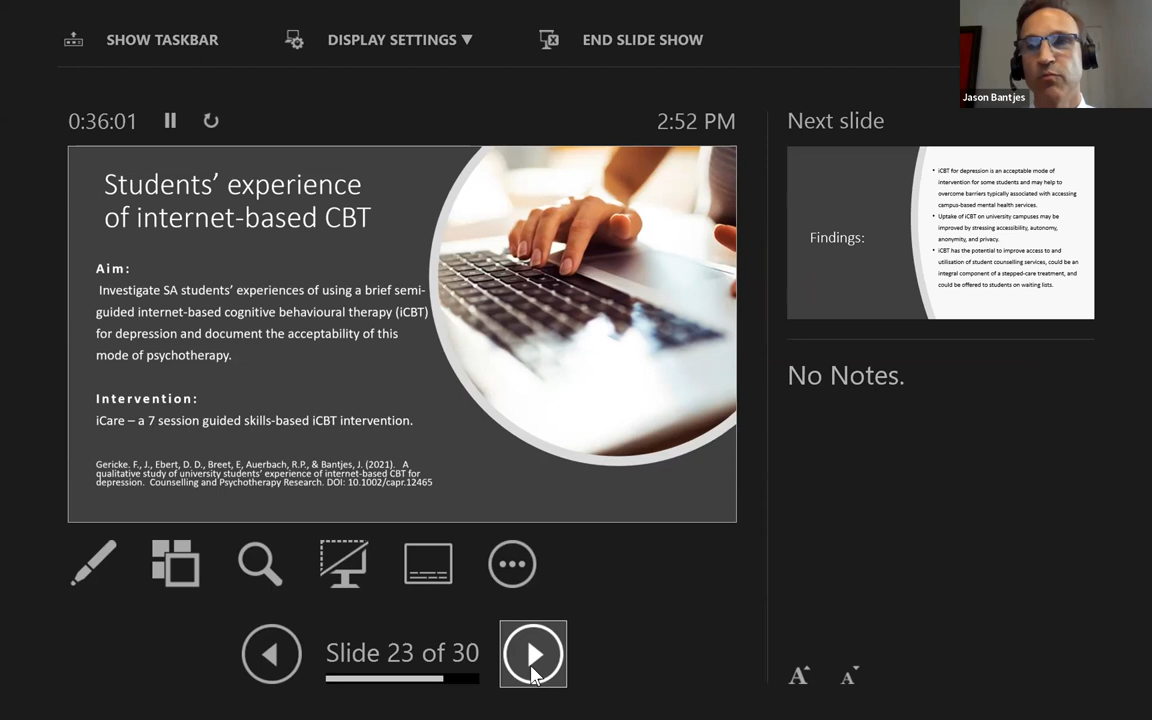 SHOW TASKBAR
DISPLAY SETTINGS ▼
END SLIDE SHOW
Jason Bantjes
0:36:01
2:52 PM
Next slide
Students’ experience
of internet-based CBT
Aim:
Investigate SA students’ experiences of using a brief semi-
guided internet-based cognitive behavioural therapy (iCBT)
for depression and document the acceptability of this
mode of psychotherapy.
Intervention:
iCare – a 7 session guided skills-based iCBT intervention.
Gericke. F., J., Ebert, D. D., Breet, E, Auerbach, R.P., & Bantjes, J. (2021). A
qualitative study of university students’ experience of internet-based CBT for
depression. Counselling and Psychotherapy Research. DOI: 10.1002/capr.12465
Findings:
• iCBT for depression is an acceptable mode of
intervention for some students and may help to
overcome barriers typically associated with accessing
campus-based mental health services.
• Uptake of iCBT on university campuses may be
improved by stressing accessibility, autonomy,
anonymity, and privacy.
• iCBT has the potential to improve access to and
utilisation of student counselling services, could be an
integral component of a stepped-care treatment, and
could be offered to students on waiting lists.
No Notes.
Slide 23 of 30
A A